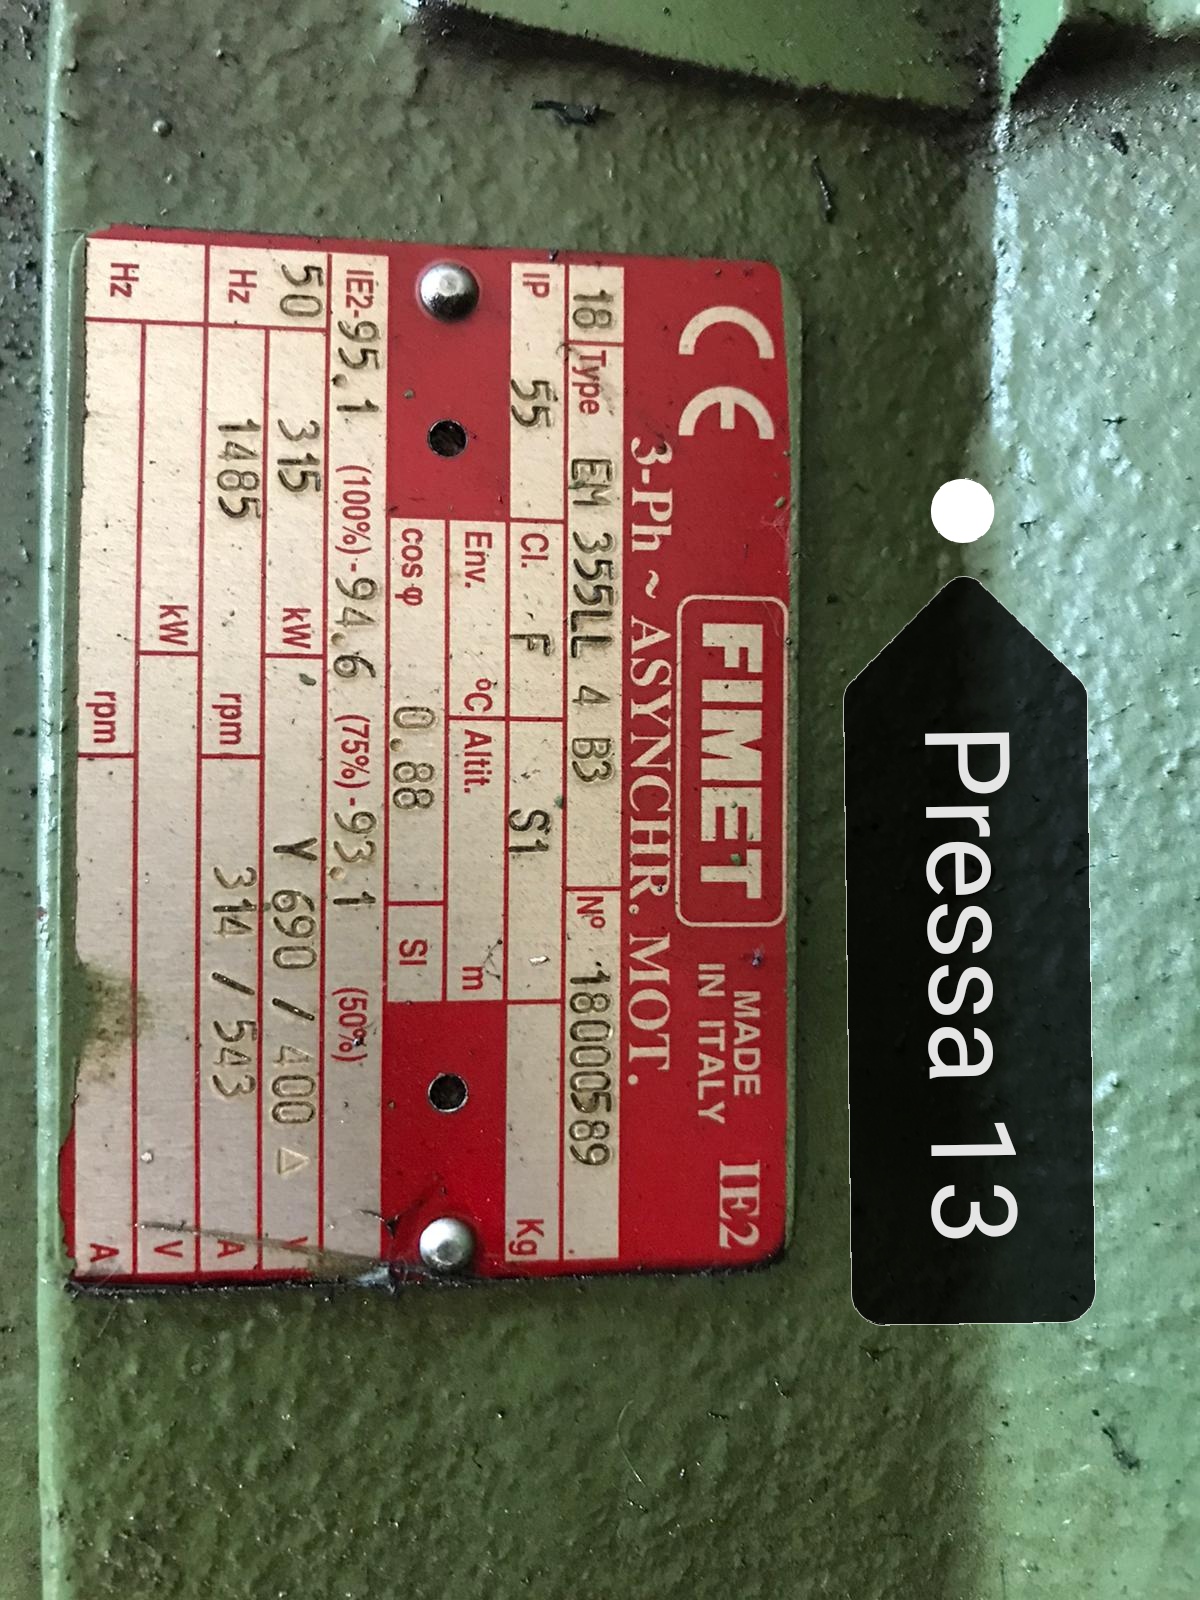 Pressa 13
CE FIMET MADE IN ITALY IE2
3-Ph ~ ASYNCHR. MOT.
18 Type EM 355LL 4 B3 Nº 18000589
IP 55 Cl. F S1 Kg
Env. °C Altit. m
cos φ 0.88 SI
IE2-95.1 (100%)-94.6 (75%)-93.1 (50%)
50 315 kW Y 690 / 400 △ V
Hz 1485 rpm 314 / 543 A
kW V
Hz rpm A